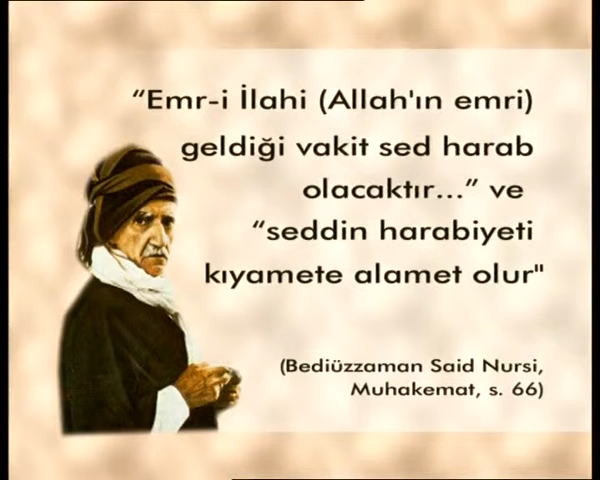 “Emr-i İlahi (Allah'ın emri)
geldiği vakit sed harab
olacaktır...” ve
“seddin harabiyeti
kıyamete alamet olur"
(Bediüzzaman Said Nursi,
Muhakemat, s. 66)